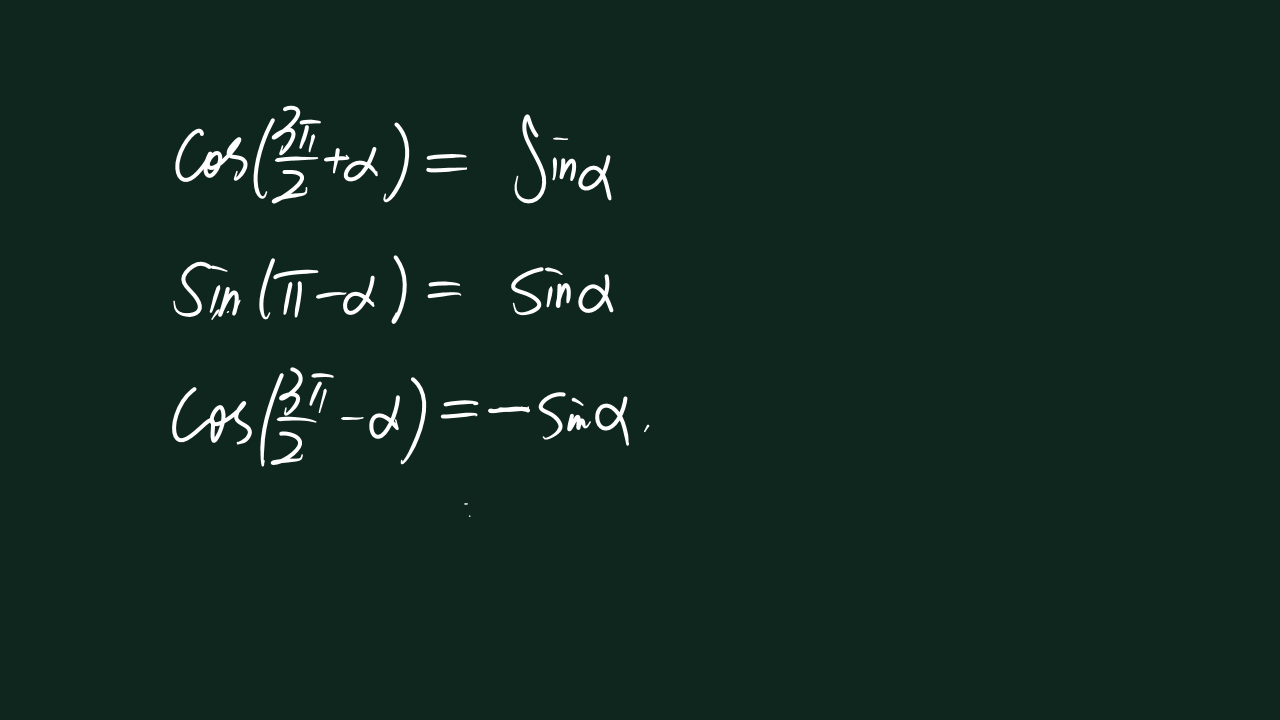 cos(3π/2+α)= sinα
sin(π-α)= sinα
cos(3π/2-α)=-sinα.